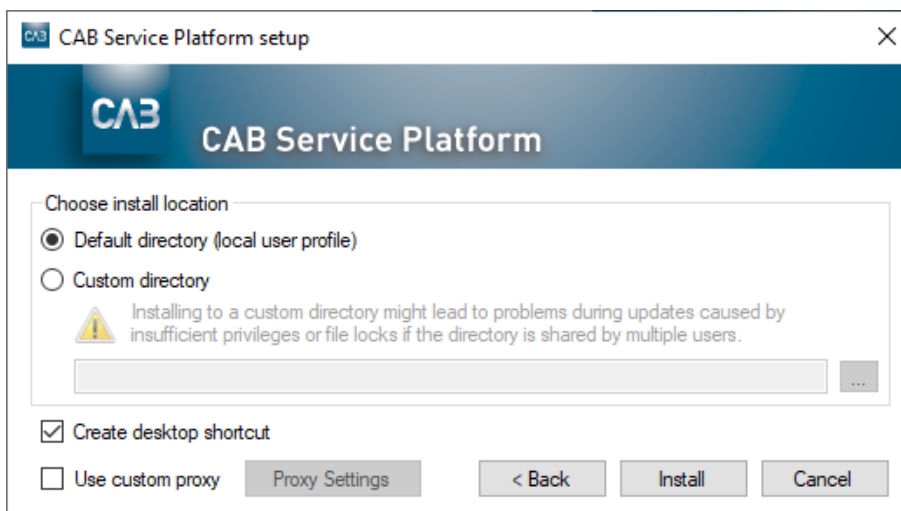 CAB Service Platform setup
CAB
CAB Service Platform
Choose install location
Default directory (local user profile)
Custom directory
Installing to a custom directory might lead to problems during updates caused by
insufficient privileges or file locks if the directory is shared by multiple users.
...
Create desktop shortcut
Use custom proxy
Proxy Settings
< Back
Install
Cancel